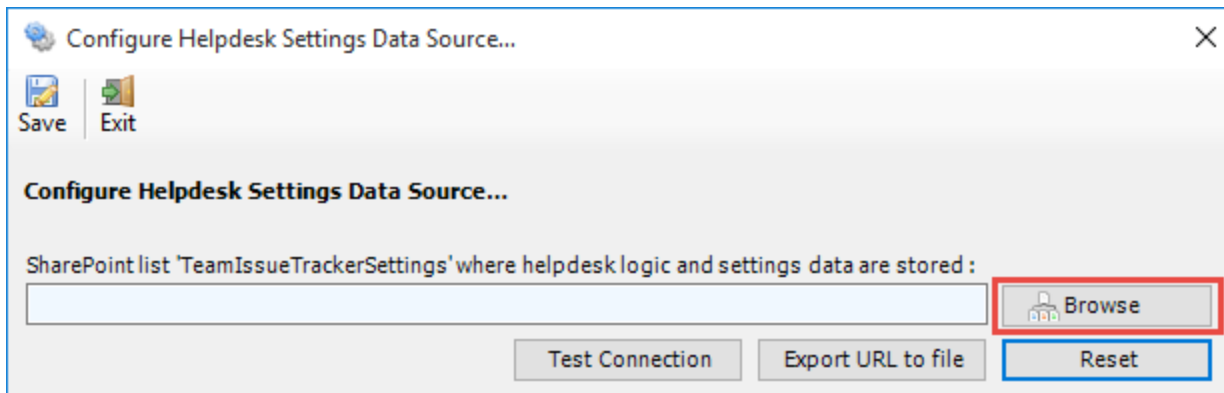 Configure Helpdesk Settings Data Source...
Save
Exit
Configure Helpdesk Settings Data Source...
SharePoint list 'TeamIssueTrackerSettings' where helpdesk logic and settings data are stored :
Browse
Test Connection
Export URL to file
Reset